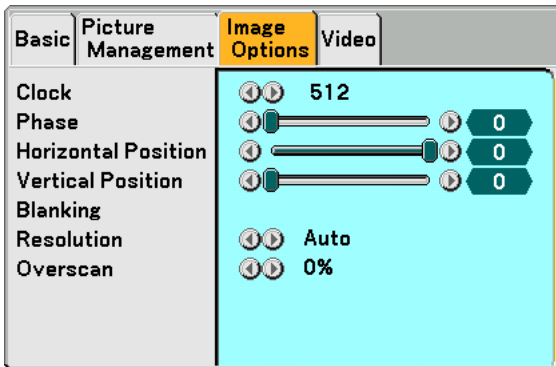 Basic
Picture
Management
Image
Options
Video
Clock 512
Phase 0
Horizontal Position 0
Vertical Position 0
Blanking
Resolution Auto
Overscan 0%